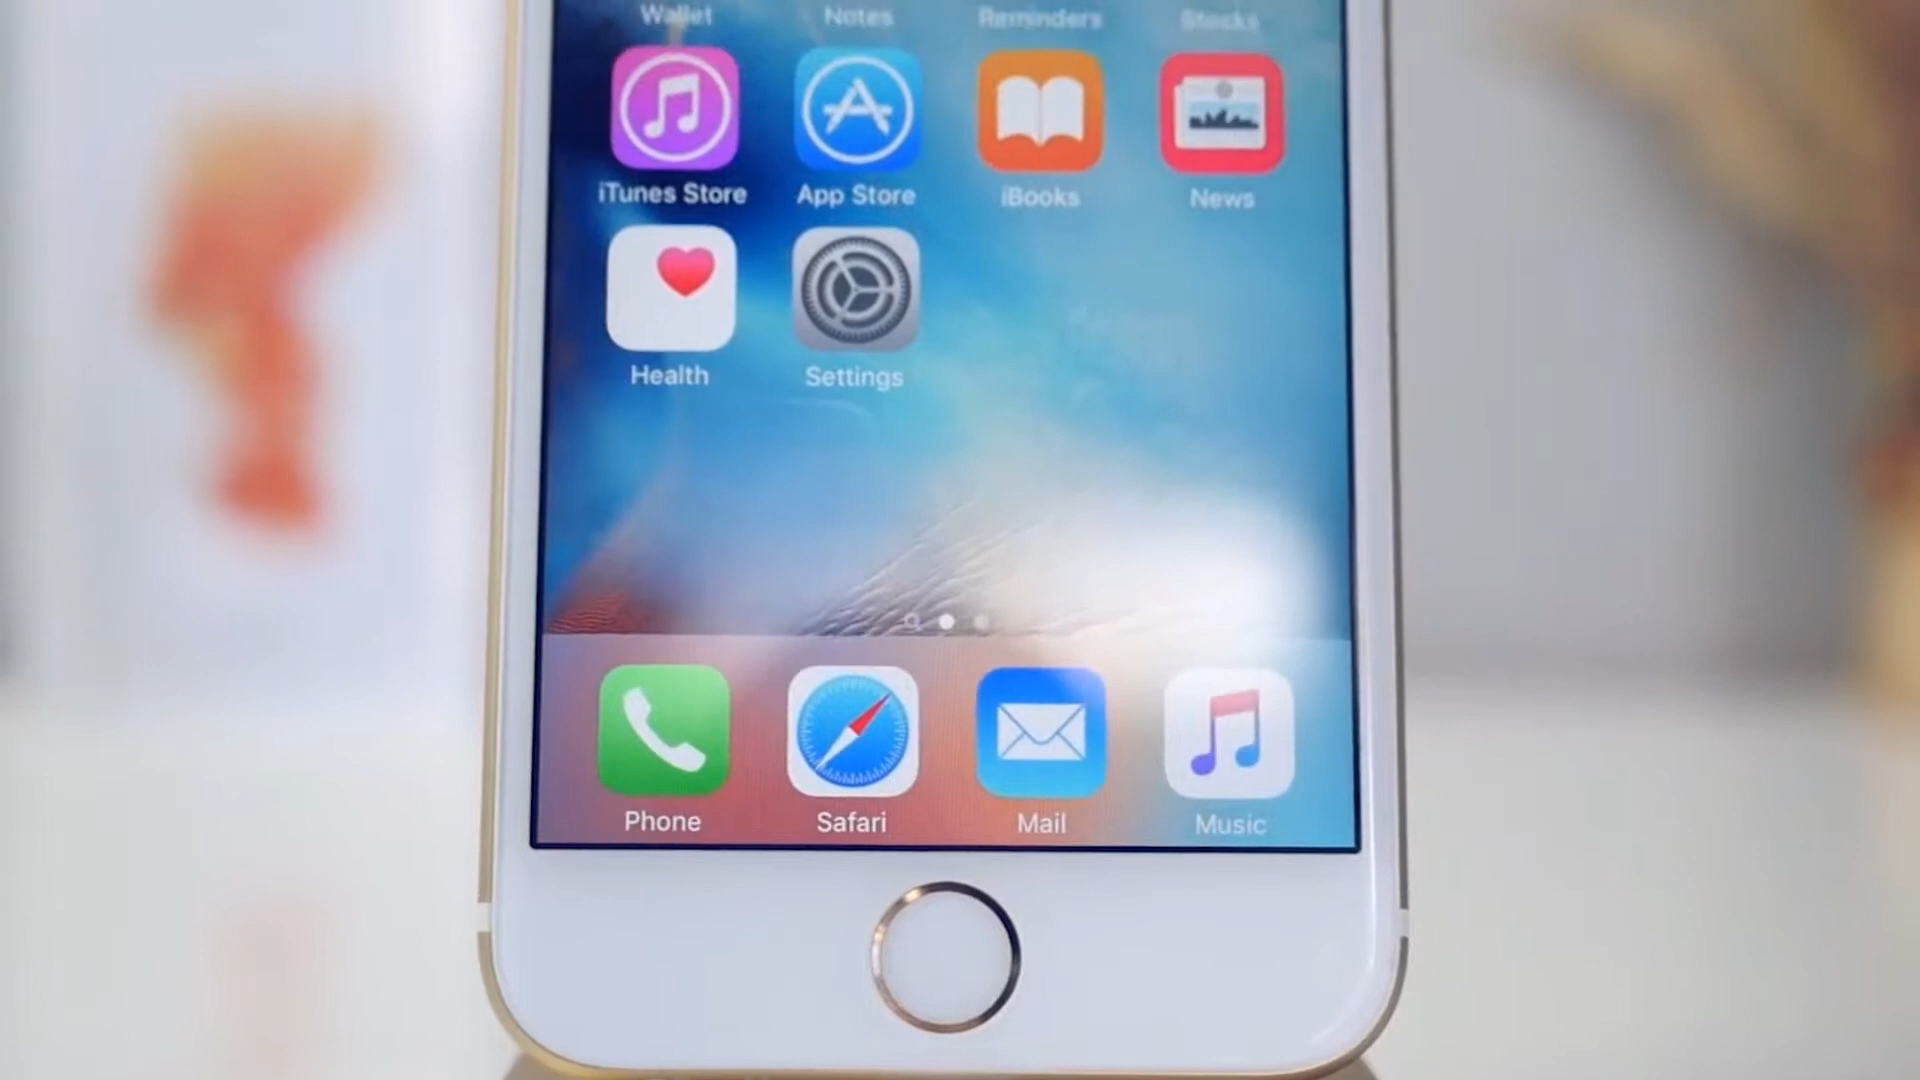 Wallet Notes Reminders Stocks
iTunes Store App Store iBooks News
Health Settings
Phone Safari Mail Music